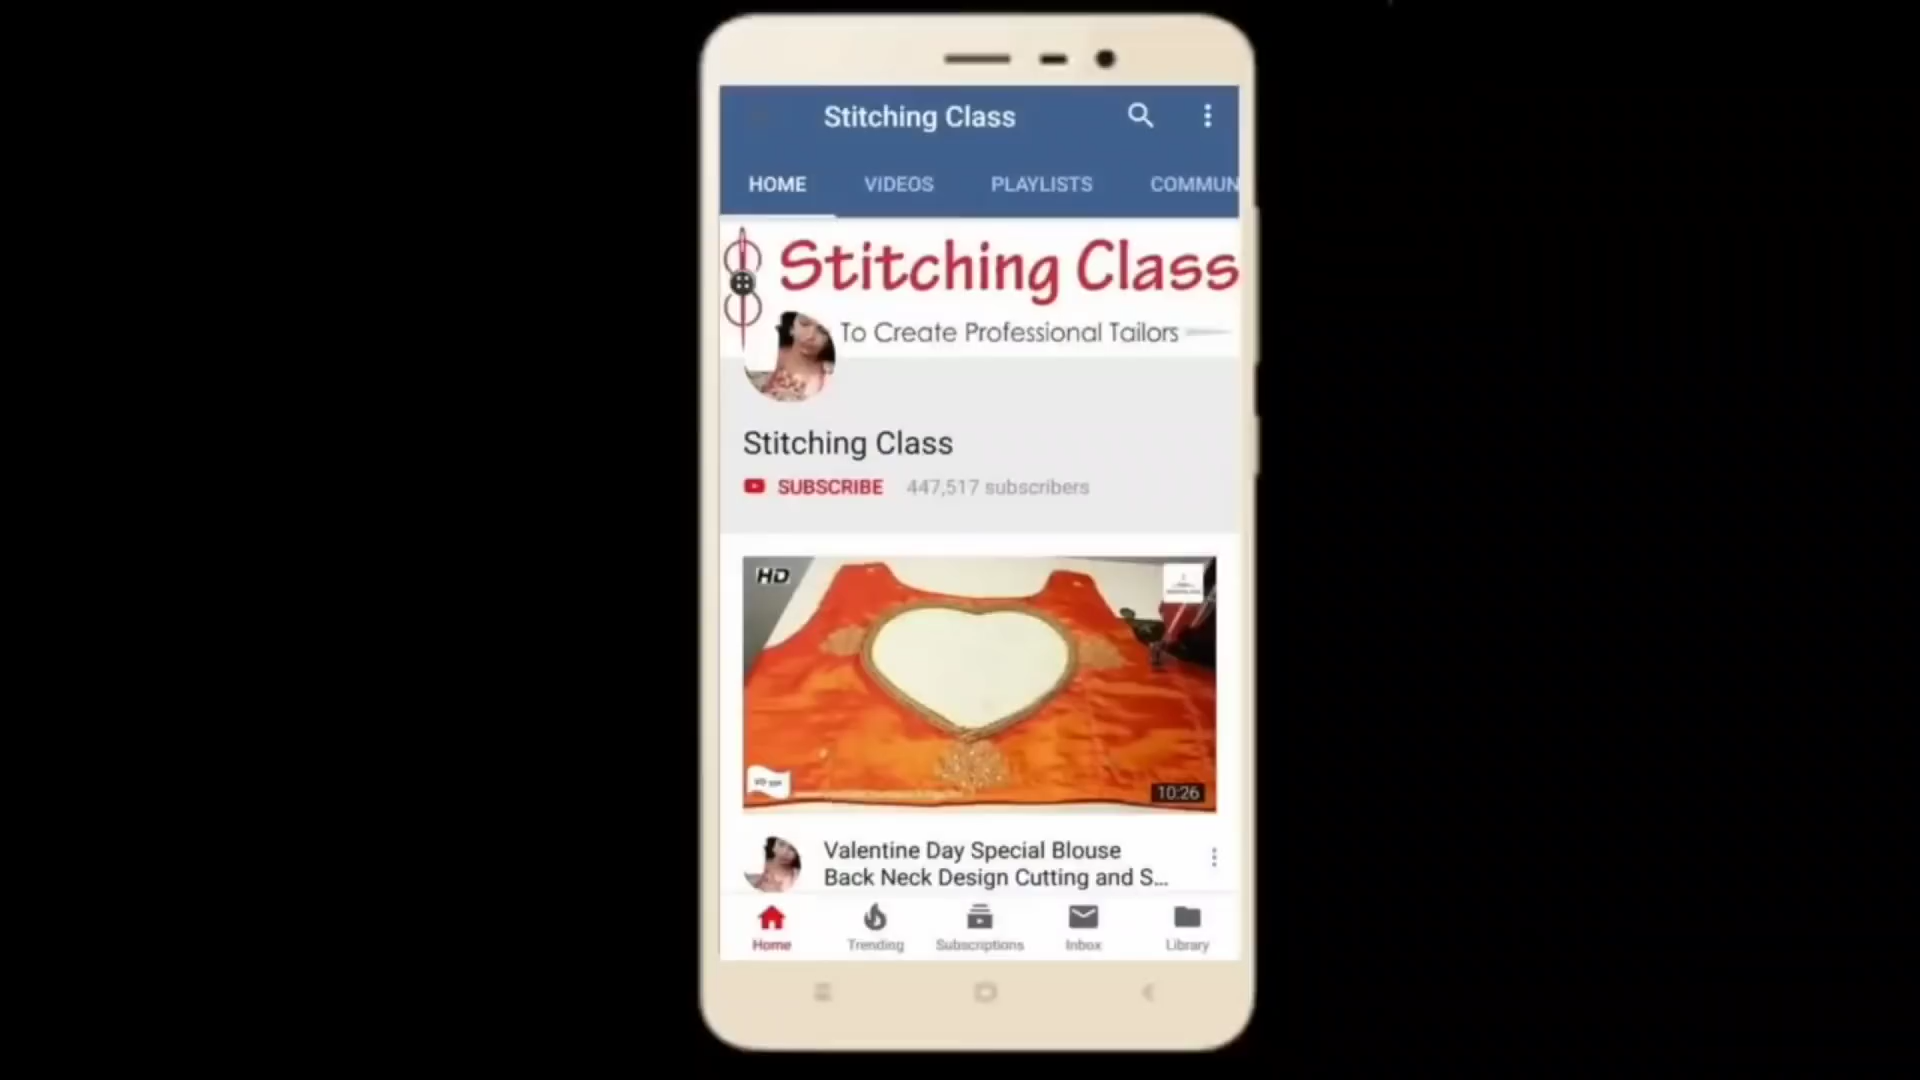 Stitching Class
HOME VIDEOS PLAYLISTS COMMUN
Stitching Class
To Create Professional Tailors
Stitching Class
SUBSCRIBE 447,517 subscribers
HD
10:26
Valentine Day Special Blouse
Back Neck Design Cutting and S...
Home Trending Subscriptions Inbox Library